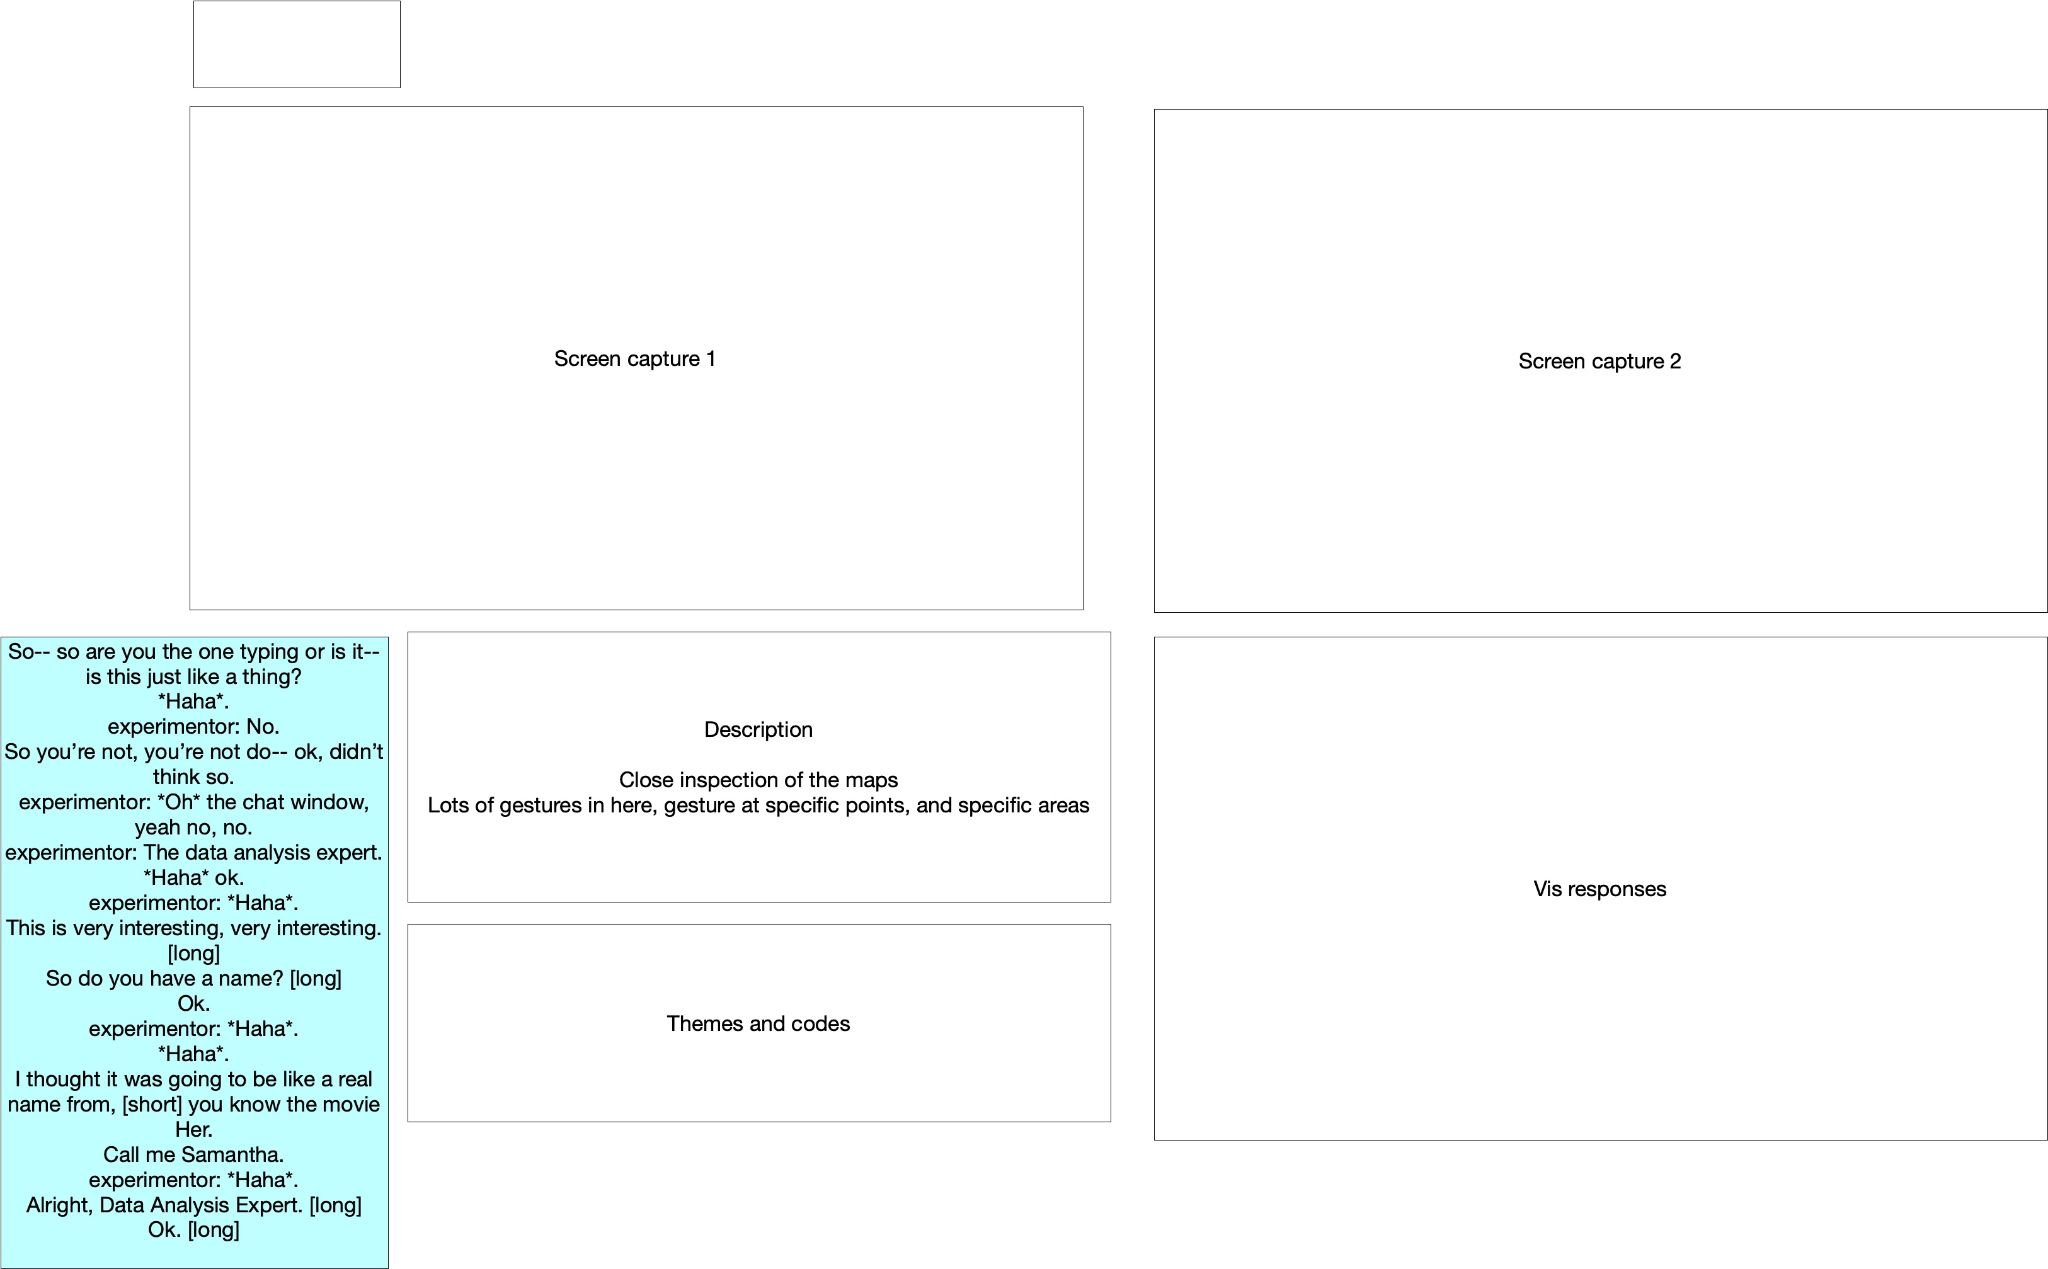 Screen capture 1
Screen capture 2
So-- so are you the one typing or is it--
is this just like a thing?
*Haha*.
experimentor: No.
So you’re not, you’re not do-- ok, didn’t
think so.
experimentor: *Oh* the chat window,
yeah no, no.
experimentor: The data analysis expert.
*Haha* ok.
experimentor: *Haha*.
This is very interesting, very interesting.
[long]
So do you have a name? [long]
Ok.
experimentor: *Haha*.
*Haha*.
I thought it was going to be like a real
name from, [short] you know the movie
Her.
Call me Samantha.
experimentor: *Haha*.
Alright, Data Analysis Expert. [long]
Ok. [long]
Description
Close inspection of the maps
Lots of gestures in here, gesture at specific points, and specific areas
Themes and codes
Vis responses